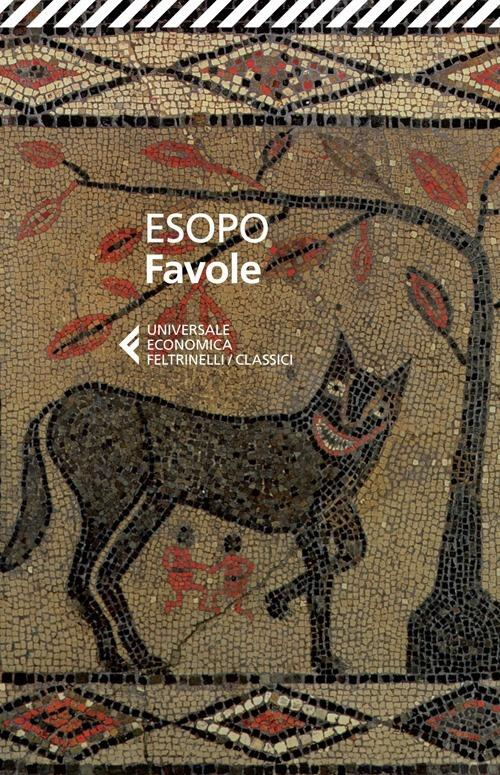 ESOPO
Favole
UNIVERSALE
ECONOMICA
FELTRINELLI / CLASSICI